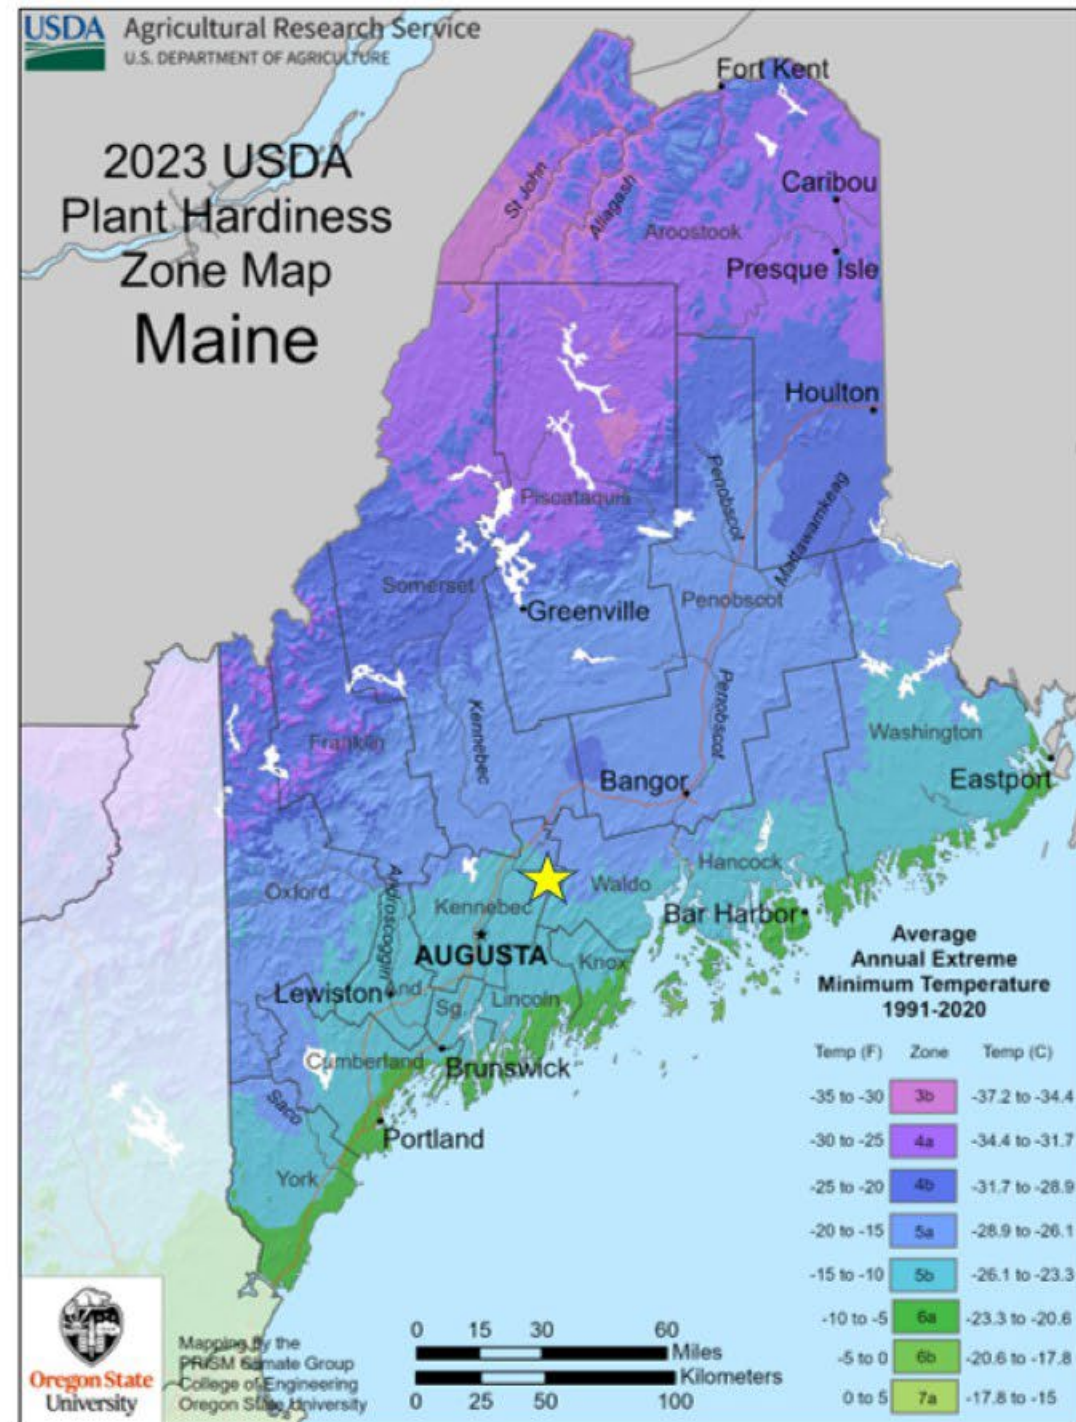 USDA
Agricultural Research Service
U.S. DEPARTMENT OF AGRICULTURE
2023 USDA
Plant Hardiness
Zone Map
Maine
Fort Kent
St John
Allagash
Caribou
Aroostook
Presque Isle
Houlton
Penobscot
Piscataquis
Mattawamkeag
Somerset
Greenville
Penobscot
Kennebec
Penobscot
Franklin
Washington
Bangor
Eastport
Androscoggin
Hancock
Oxford
Waldo
Kennebec
Bar Harbor
AUGUSTA
Knox
Lewiston
And.
Lincoln
Sg.
Cumberland
Brunswick
Saco
Portland
York
Average
Annual Extreme
Minimum Temperature
1991-2020
Temp (F) Zone Temp (C)
-35 to -30 3b -37.2 to -34.4
-30 to -25 4a -34.4 to -31.7
-25 to -20 4b -31.7 to -28.9
-20 to -15 5a -28.9 to -26.1
-15 to -10 5b -26.1 to -23.3
-10 to -5 6a -23.3 to -20.6
-5 to 0 6b -20.6 to -17.8
0 to 5 7a -17.8 to -15
Oregon State
University
Mapping by the
PRISM Climate Group
College of Engineering
Oregon State University
0 15 30 60
Miles
Kilometers
0 25 50 100